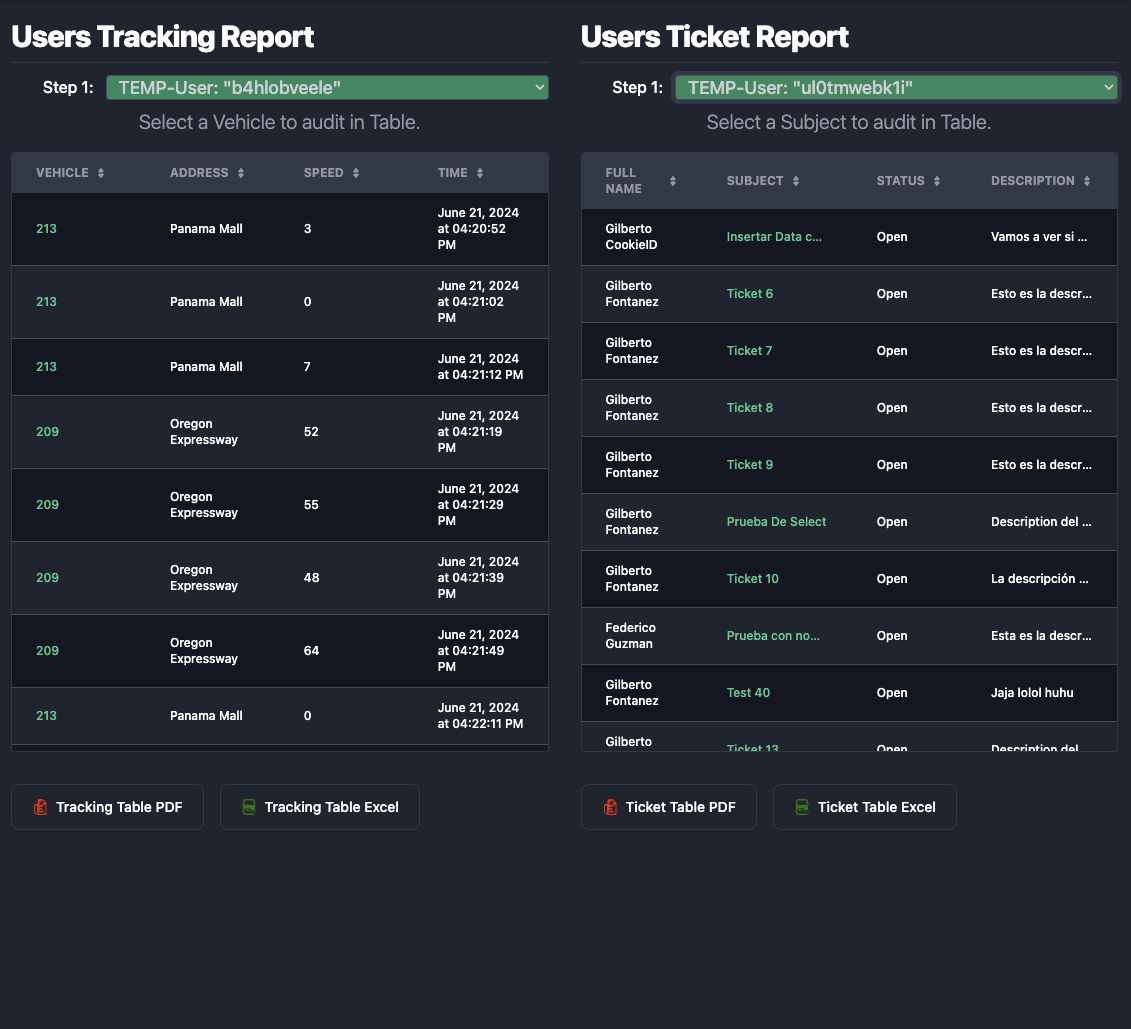 Users Tracking Report
Step 1:
TEMP-User: "b4hlobveele"
Select a Vehicle to audit in Table.
VEHICLE
ADDRESS
SPEED
TIME
213
Panama Mall
3
June 21, 2024
at 04:20:52
PM
213
Panama Mall
0
June 21, 2024
at 04:21:02
PM
213
Panama Mall
7
June 21, 2024
at 04:21:12 PM
209
Oregon
Expressway
52
June 21, 2024
at 04:21:19
PM
209
Oregon
Expressway
55
June 21, 2024
at 04:21:29
PM
209
Oregon
Expressway
48
June 21, 2024
at 04:21:39
PM
209
Oregon
Expressway
64
June 21, 2024
at 04:21:49
PM
213
Panama Mall
0
June 21, 2024
at 04:22:11 PM
Tracking Table PDF
Tracking Table Excel
Users Ticket Report
Step 1:
TEMP-User: "ul0tmwebk1i"
Select a Subject to audit in Table.
FULL
NAME
SUBJECT
STATUS
DESCRIPTION
Gilberto
CookieID
Insertar Data c...
Open
Vamos a ver si ...
Gilberto
Fontanez
Ticket 6
Open
Esto es la descr...
Gilberto
Fontanez
Ticket 7
Open
Esto es la descr...
Gilberto
Fontanez
Ticket 8
Open
Esto es la descr...
Gilberto
Fontanez
Ticket 9
Open
Esto es la descr...
Gilberto
Fontanez
Prueba De Select
Open
Description del ...
Gilberto
Fontanez
Ticket 10
Open
La descripción ...
Federico
Guzman
Prueba con no...
Open
Esta es la descr...
Gilberto
Fontanez
Test 40
Open
Jaja lolol huhu
Gilberto
Ticket 13
Open
Description del
Ticket Table PDF
Ticket Table Excel